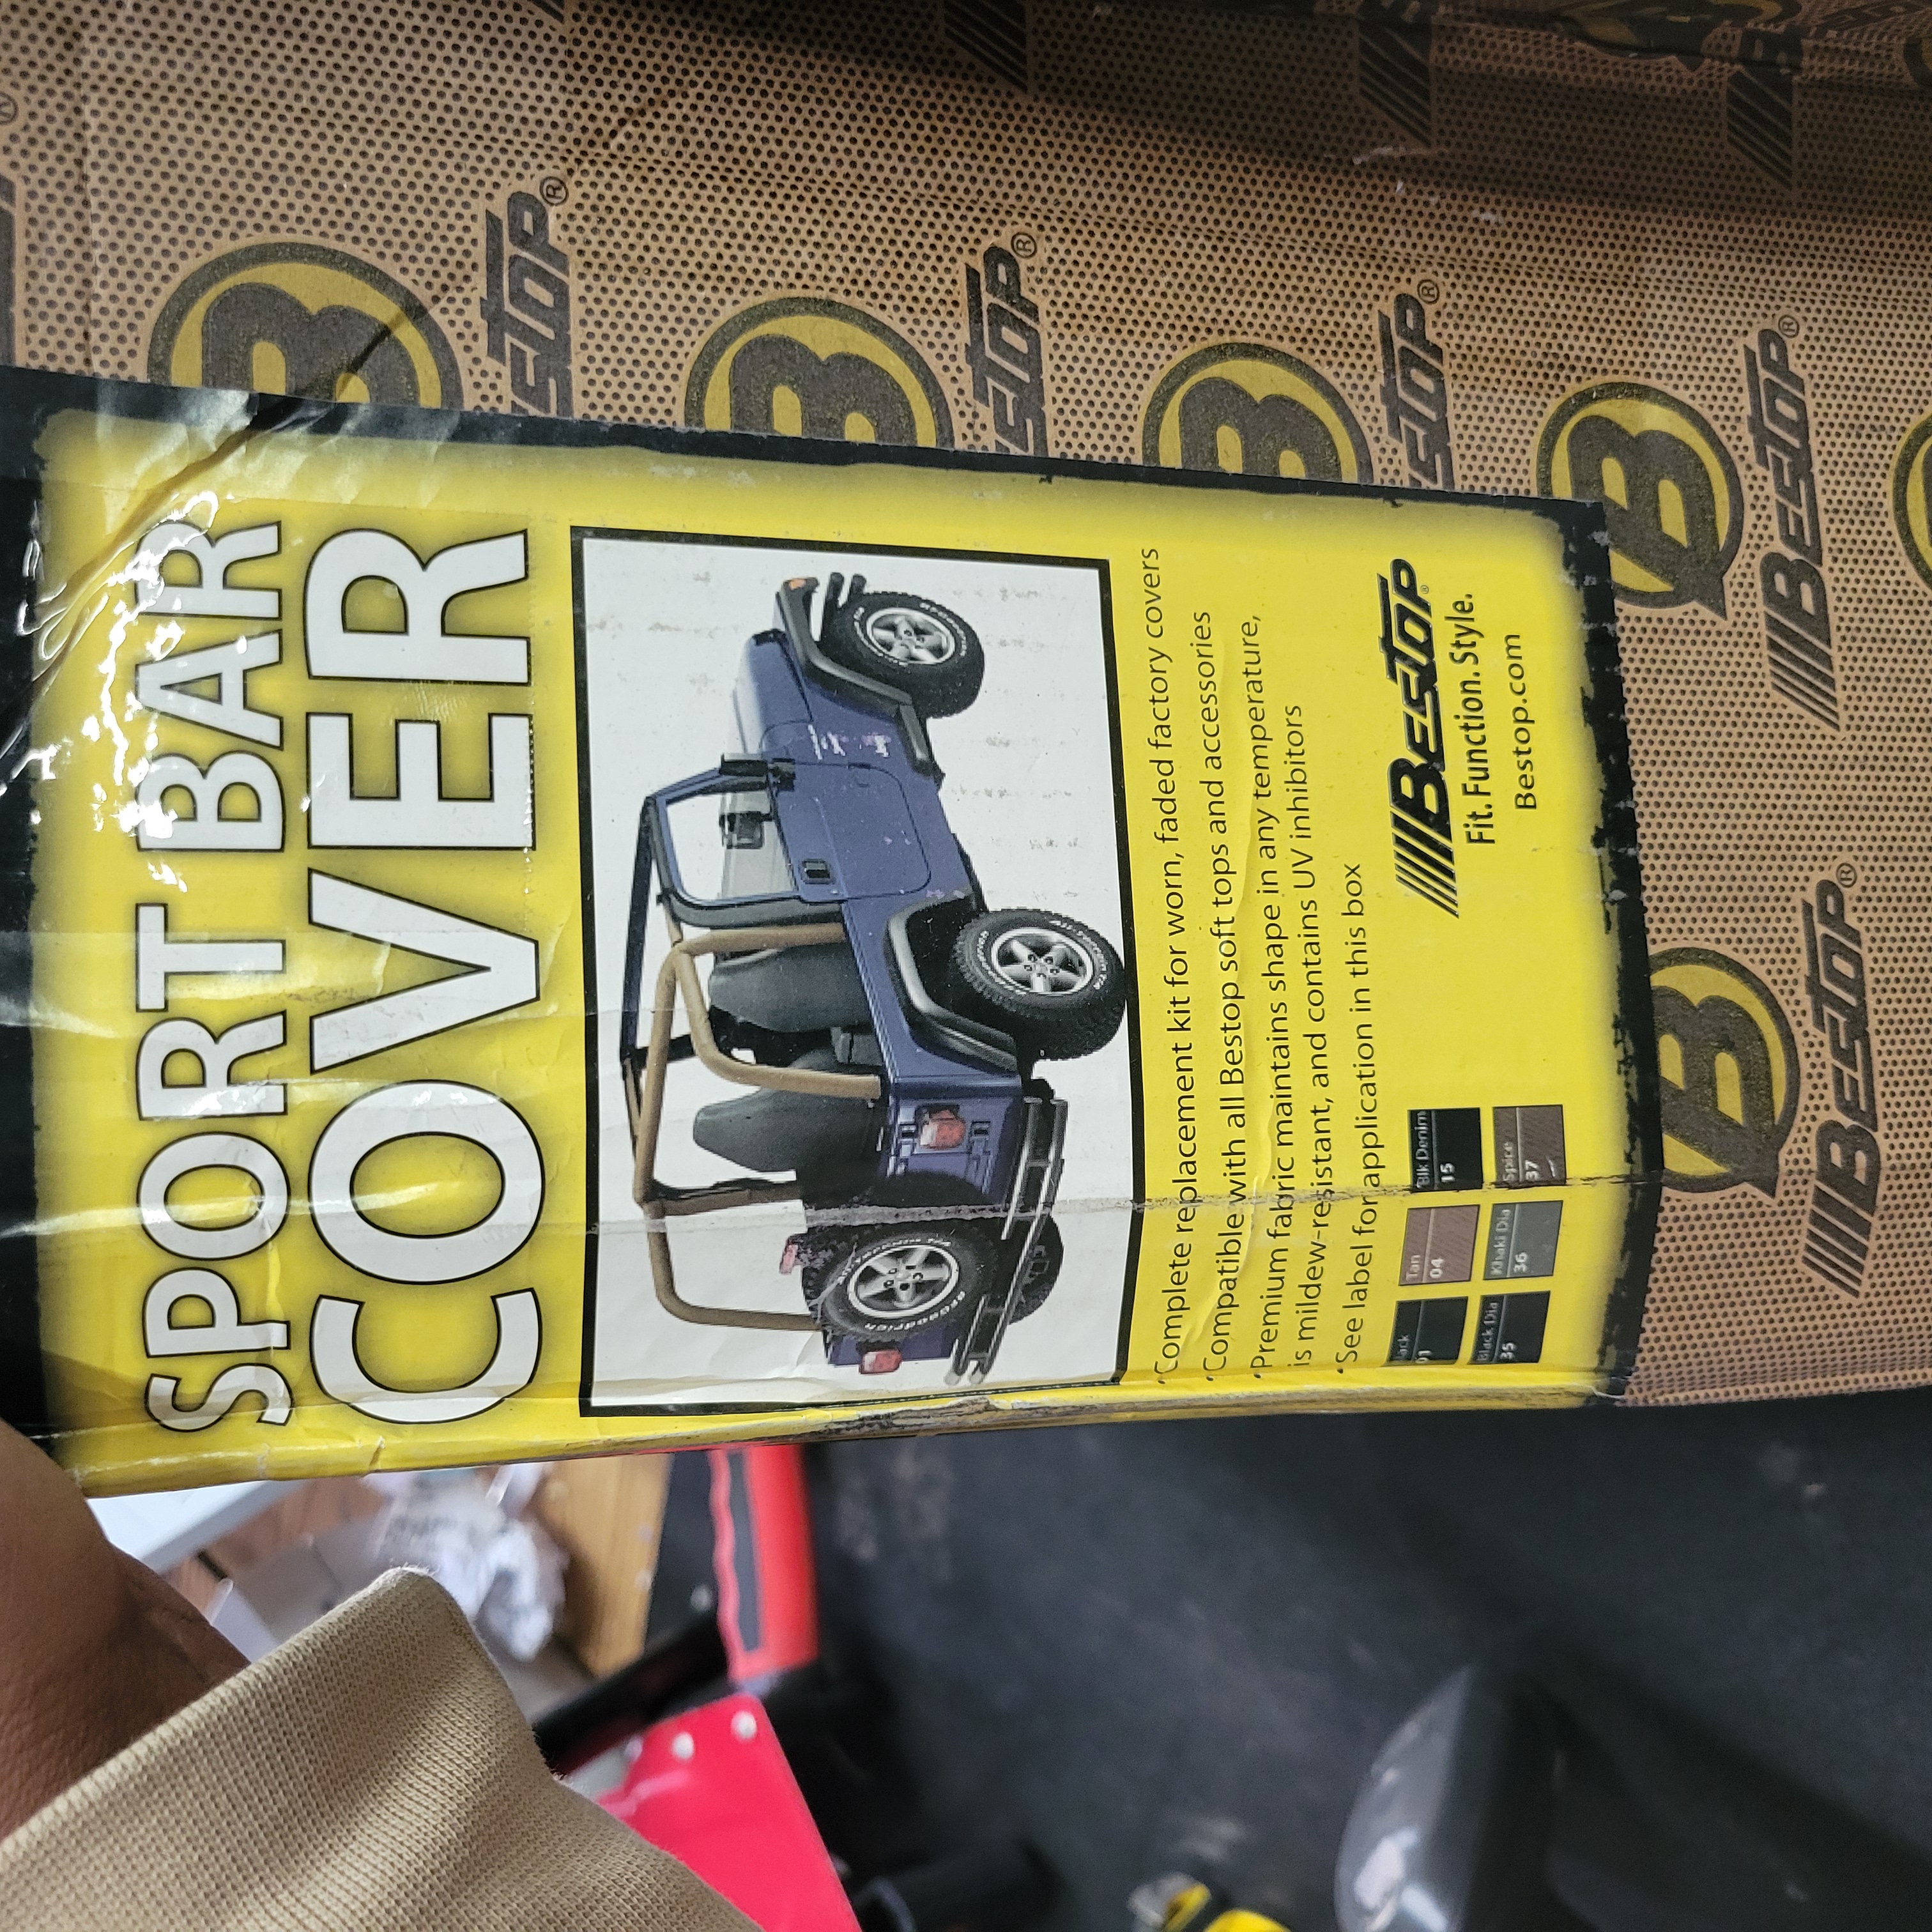 SPORT BAR
COVER
*Complete replacement kit for worn, faded factory covers
*Compatible with all Bestop soft tops and accessories
*Premium fabric maintains shape in any temperature,
is mildew-resistant, and contains UV inhibitors
*See label for application in this box
Tan
04
Blk Denim
15
Black Dia
35
Khaki Dia
36
Spice
37
BESTOP
Fit. Function. Style.
Bestop.com
B
BESTOP®
B
BESTOP®
B
BESTOP®
B
BESTOP®
B
BESTOP®